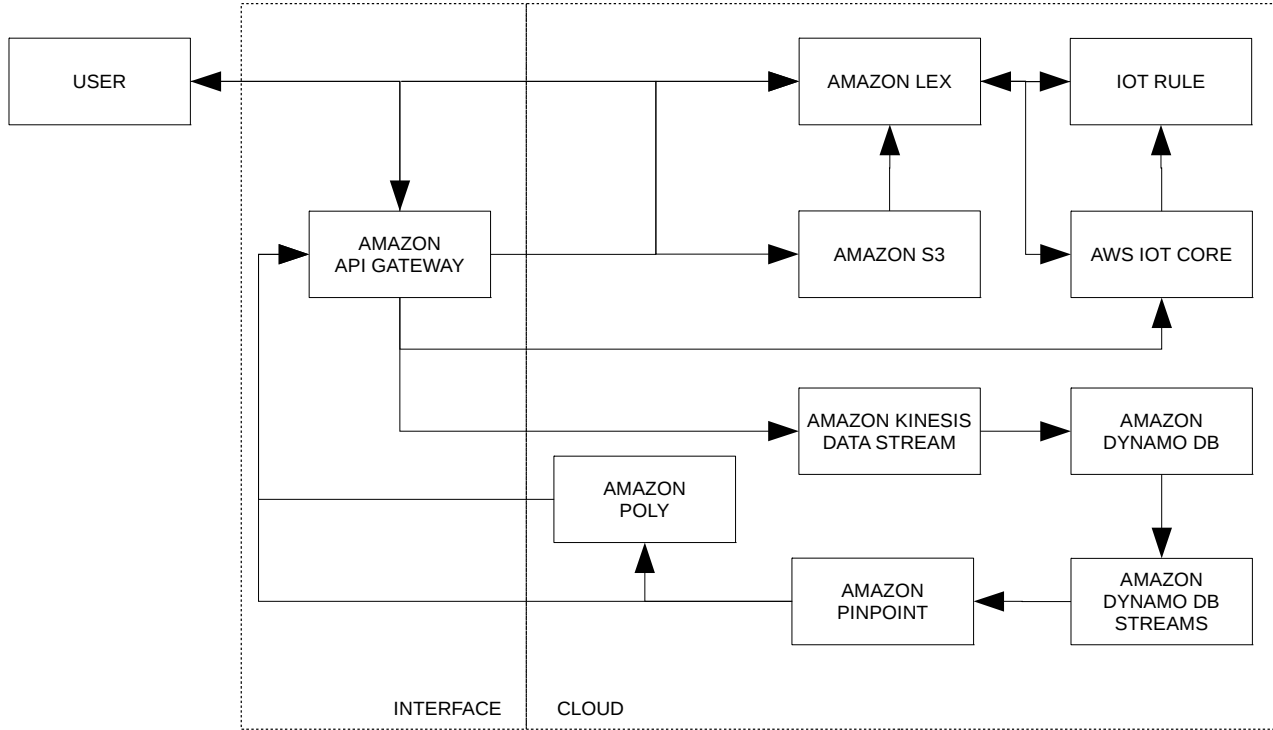 USER
AMAZON LEX
IOT RULE
AMAZON
API GATEWAY
AMAZON S3
AWS IOT CORE
AMAZON KINESIS
DATA STREAM
AMAZON
DYNAMO DB
AMAZON
POLY
AMAZON
PINPOINT
AMAZON
DYNAMO DB
STREAMS
INTERFACE
CLOUD